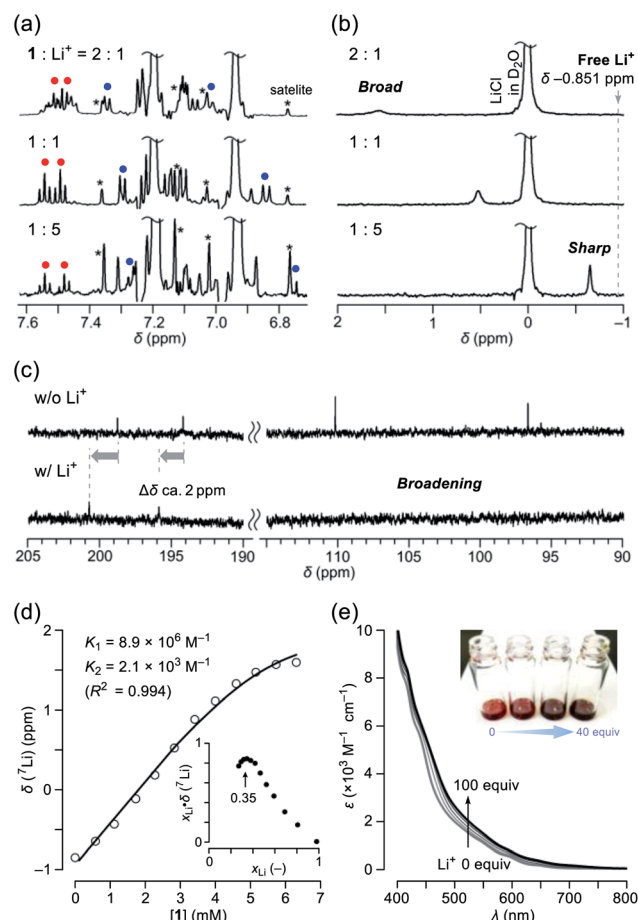 (a)
1 : Li⁺ = 2 : 1
satelite
*
*
*
1 : 1
*
*
*
*
1 : 5
*
*
*
*
7.6 7.4 7.2 7.0 6.8
δ (ppm)
(b)
2 : 1
Broad
LiCl
in D₂O
Free Li⁺
δ –0.851 ppm
1 : 1
1 : 5
Sharp
2 1 0 –1
δ (ppm)
(c)
w/o Li⁺
w/ Li⁺
Δδ ca. 2 ppm
Broadening
205 200 195 190 110 105 100 95 90
δ (ppm)
(d)
K₁ = 8.9 × 10⁶ M⁻¹
K₂ = 2.1 × 10³ M⁻¹
(R² = 0.994)
δ (⁷Li) (ppm)
2
1
0
–1
0 1 2 3 4 5 6 7
[1] (mM)
xLi•δ (⁷Li)
1
0
0.35
0 1
xLi (–)
(e)
ε (×10³ M⁻¹ cm⁻¹)
10
8
6
4
2
0
0 40 equiv
100 equiv
Li⁺ 0 equiv
400 500 600 700 800
λ (nm)